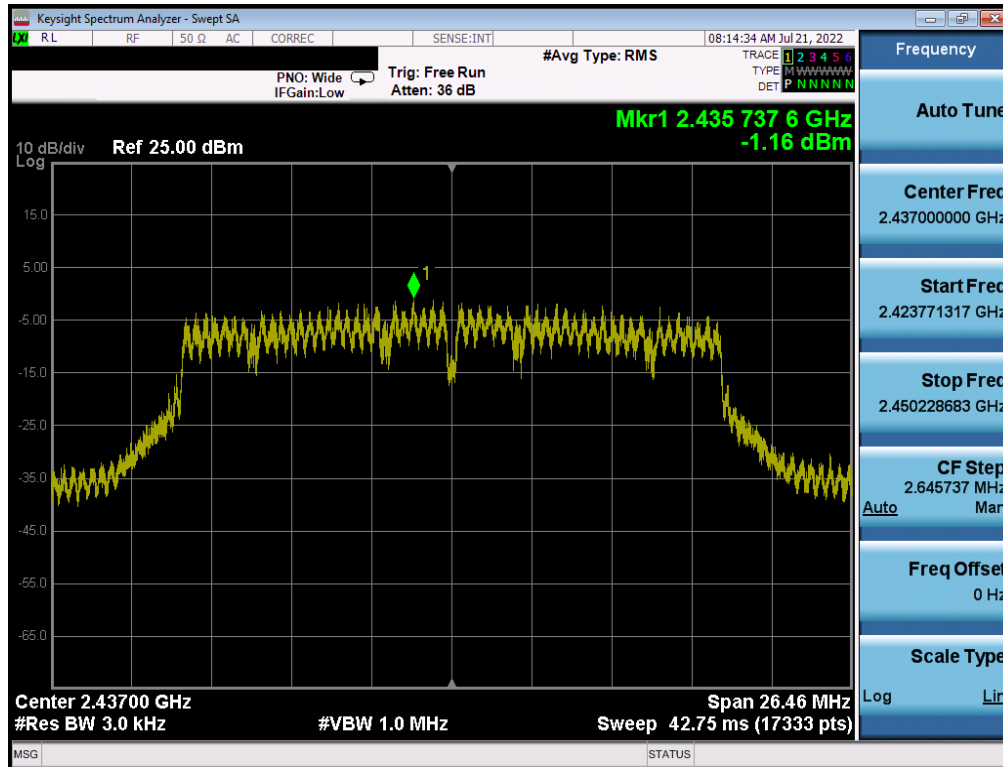 Keysight Spectrum Analyzer - Swept SA
LXI RL RF 50 Ω AC CORREC SENSE:INT 08:14:34 AM Jul 21, 2022
#Avg Type: RMS
TRACE 1 2 3 4 5 6
PNO: Wide Trig: Free Run
TYPE M W W W W W
IFGain:Low Atten: 36 dB
DET P N N N N N
Mkr1 2.435 737 6 GHz
-1.16 dBm
10 dB/div Ref 25.00 dBm
Log
1
15.0
5.00
-5.00
-15.0
-25.0
-35.0
-45.0
-55.0
-65.0
Center 2.43700 GHz Span 26.46 MHz
#Res BW 3.0 kHz #VBW 1.0 MHz Sweep 42.75 ms (17333 pts)
MSG STATUS
Frequency
Auto Tune
Center Freq
2.437000000 GHz
Start Freq
2.423771317 GHz
Stop Freq
2.450228683 GHz
CF Step
2.645737 MHz
Auto Man
Freq Offset
0 Hz
Scale Type
Log Lin